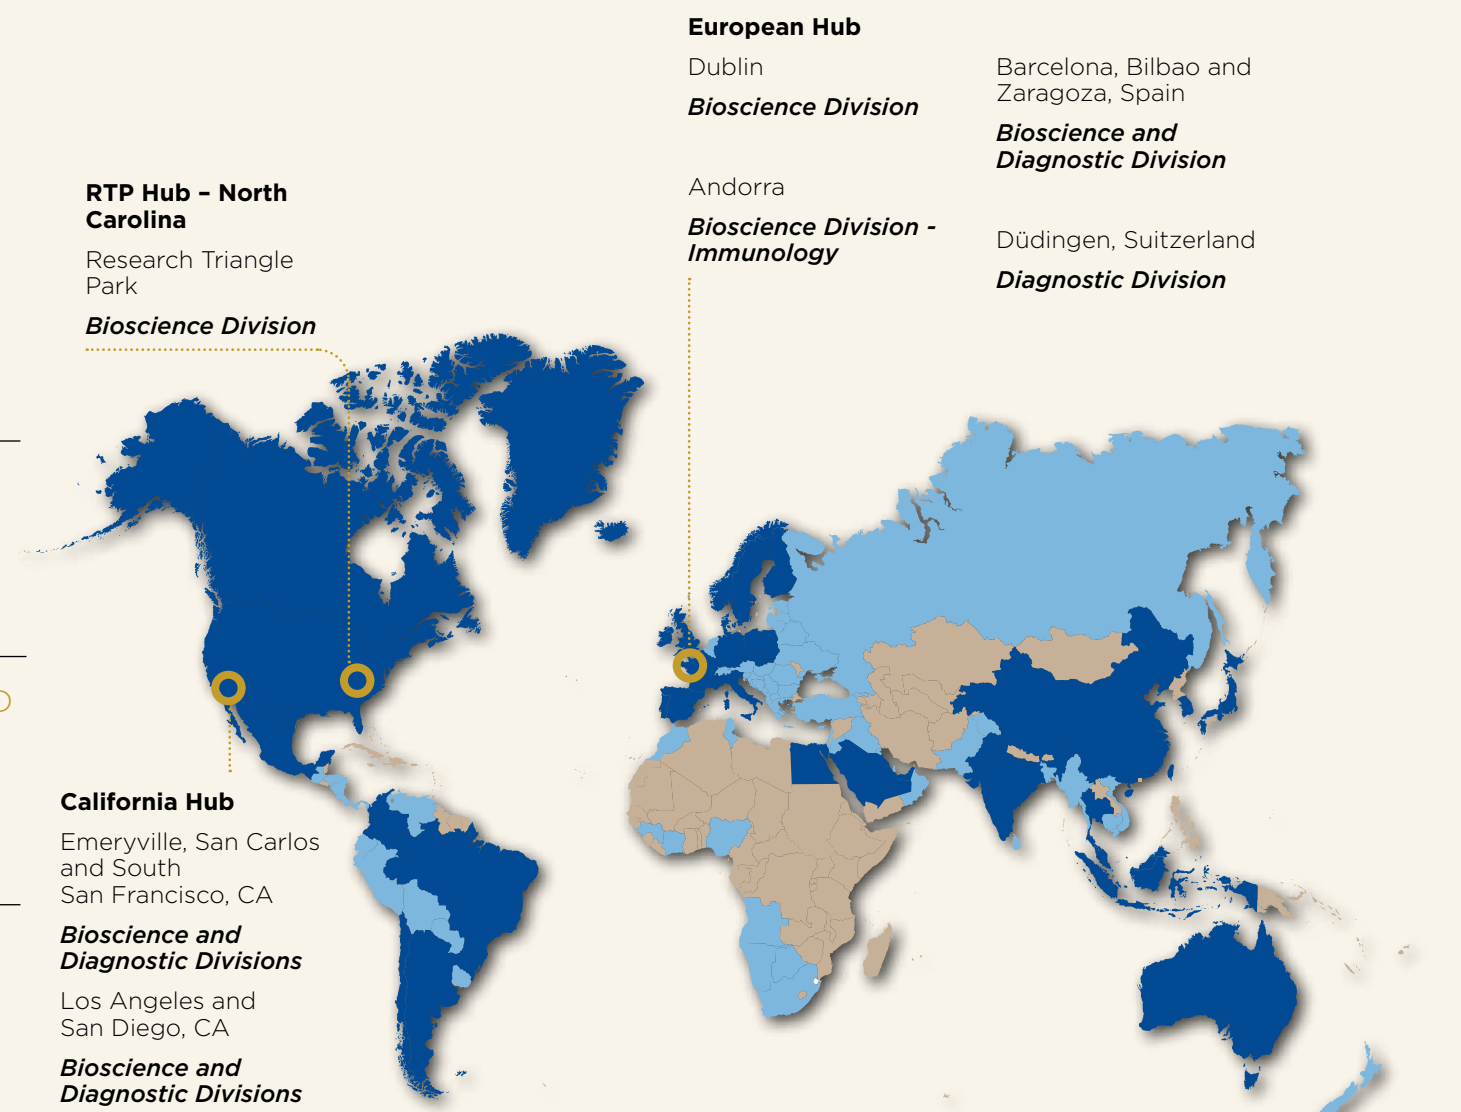 European Hub
Dublin
Bioscience Division
Andorra
Bioscience Division -
Immunology
Barcelona, Bilbao and
Zaragoza, Spain
Bioscience and
Diagnostic Division
Düdingen, Suitzerland
Diagnostic Division
RTP Hub – North
Carolina
Research Triangle
Park
Bioscience Division
California Hub
Emeryville, San Carlos
and South
San Francisco, CA
Bioscience and
Diagnostic Divisions
Los Angeles and
San Diego, CA
Bioscience and
Diagnostic Divisions